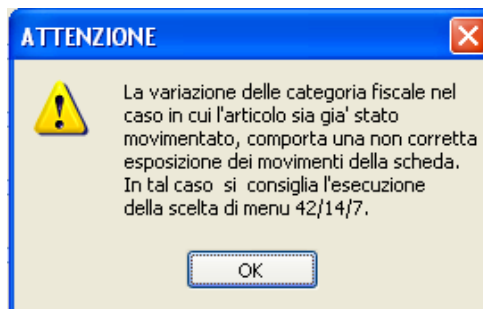 ATTENZIONE
La variazione delle categoria fiscale nel
caso in cui l'articolo sia gia' stato
movimentato, comporta una non corretta
esposizione dei movimenti della scheda.
In tal caso  si  consiglia l'esecuzione
della scelta di menu 42/14/7.
OK